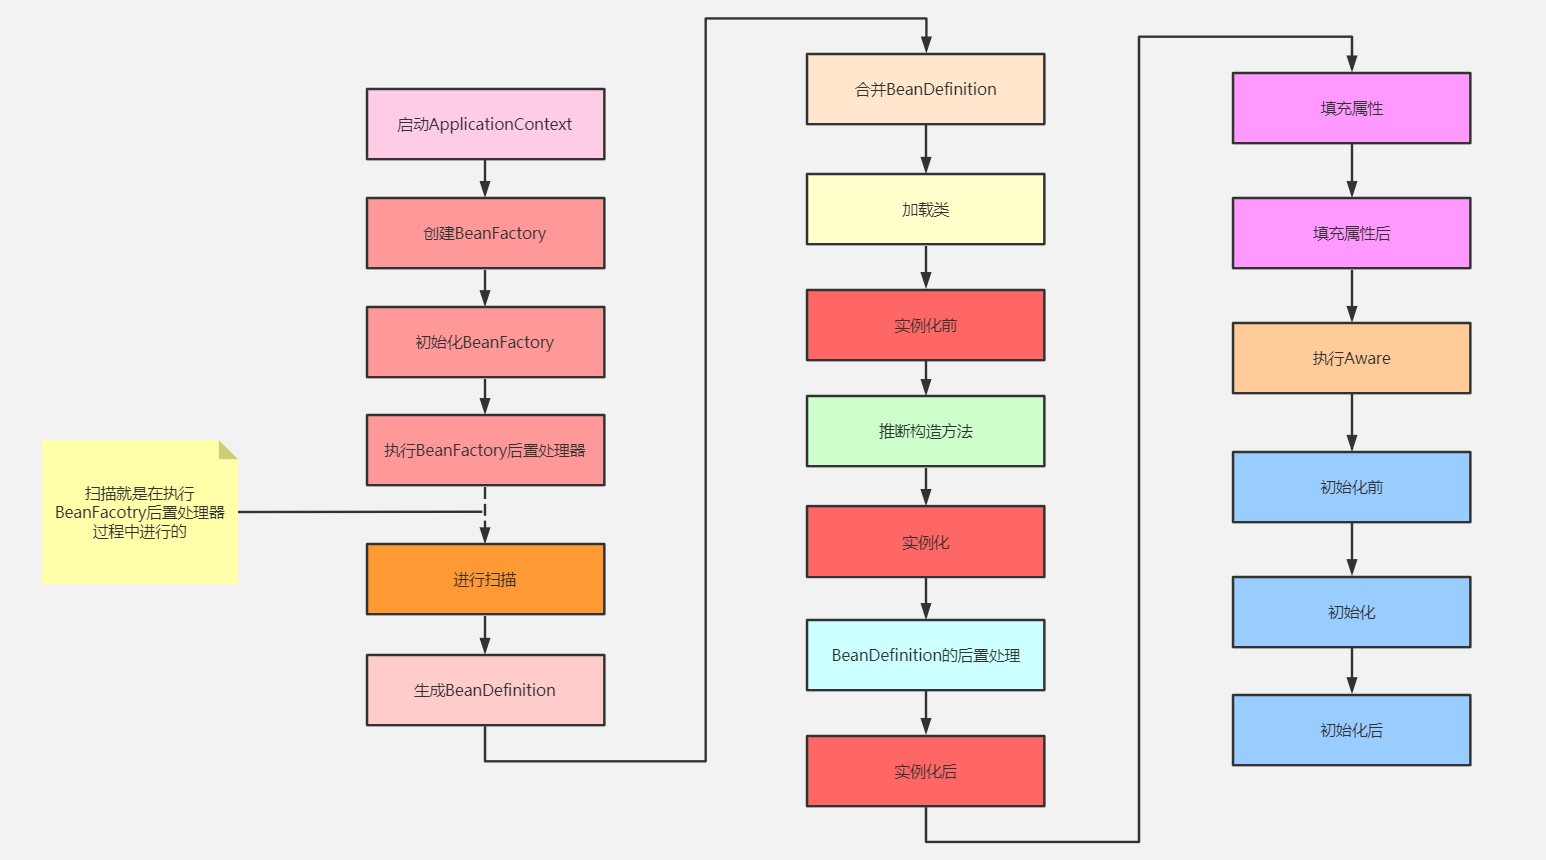 启动ApplicationContext
创建BeanFactory
初始化BeanFactory
执行BeanFactory后置处理器
扫描就是在执行
BeanFacotry后置处理器
过程中进行的
进行扫描
生成BeanDefinition
合并BeanDefinition
加载类
实例化前
推断构造方法
实例化
BeanDefinition的后置处理
实例化后
填充属性
填充属性后
执行Aware
初始化前
初始化
初始化后